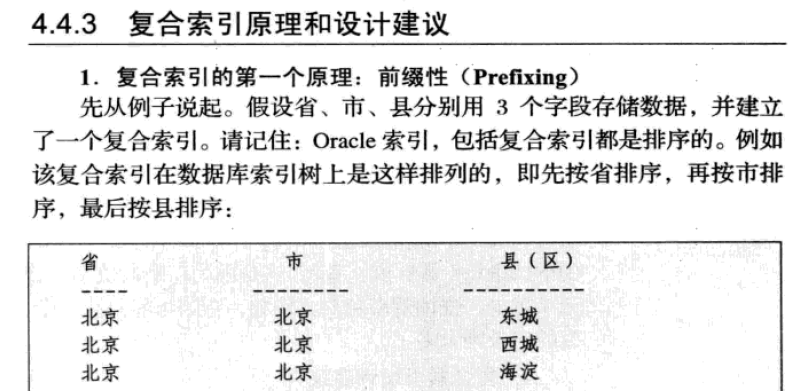 4.4.3 复合索引原理和设计建议
1. 复合索引的第一个原理：前缀性（Prefixing）
先从例子说起。假设省、市、县分别用 3 个字段存储数据，并建立
了一个复合索引。请记住：Oracle 索引，包括复合索引都是排序的。例如
该复合索引在数据库索引树上是这样排列的，即先按省排序，再按市排
序，最后按县排序：
省 市 县（区）
---- --------- -----------
北京 北京 东城
北京 北京 西城
北京 北京 海淀